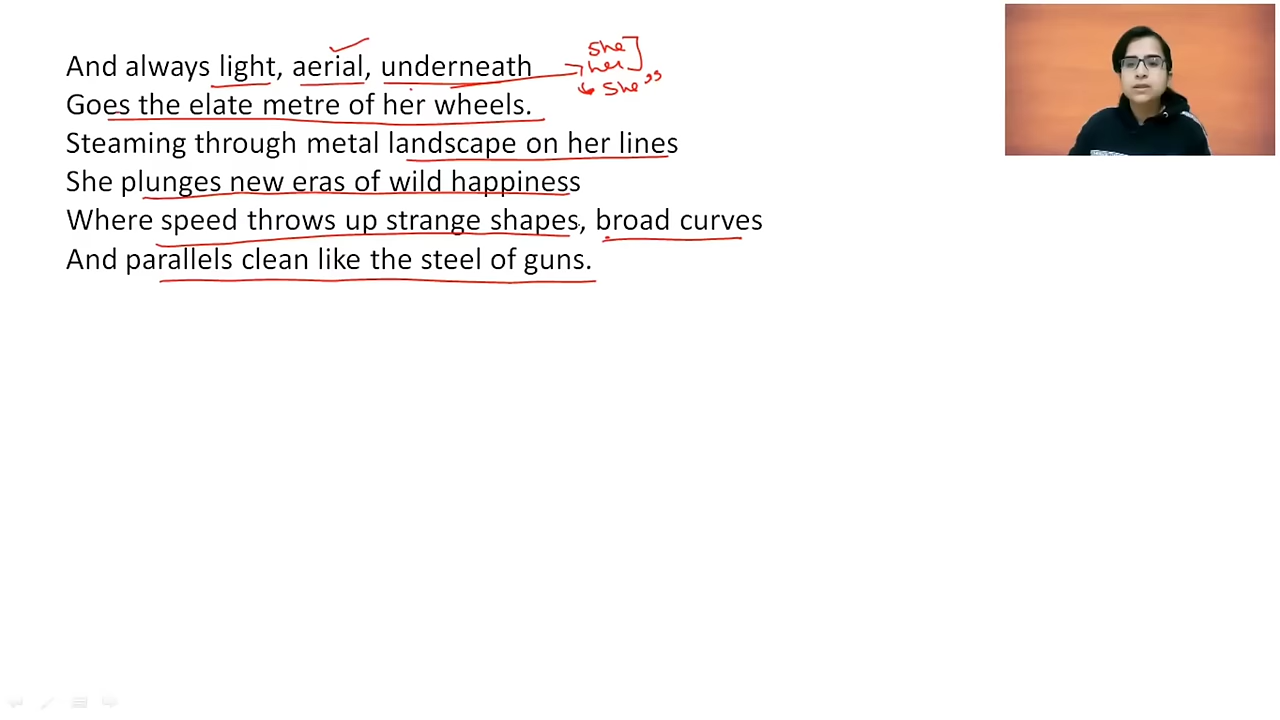 And always light, aerial, underneath
she
her
she"
Goes the elate metre of her wheels.
Steaming through metal landscape on her lines
She plunges new eras of wild happiness
Where speed throws up strange shapes, broad curves
And parallels clean like the steel of guns.